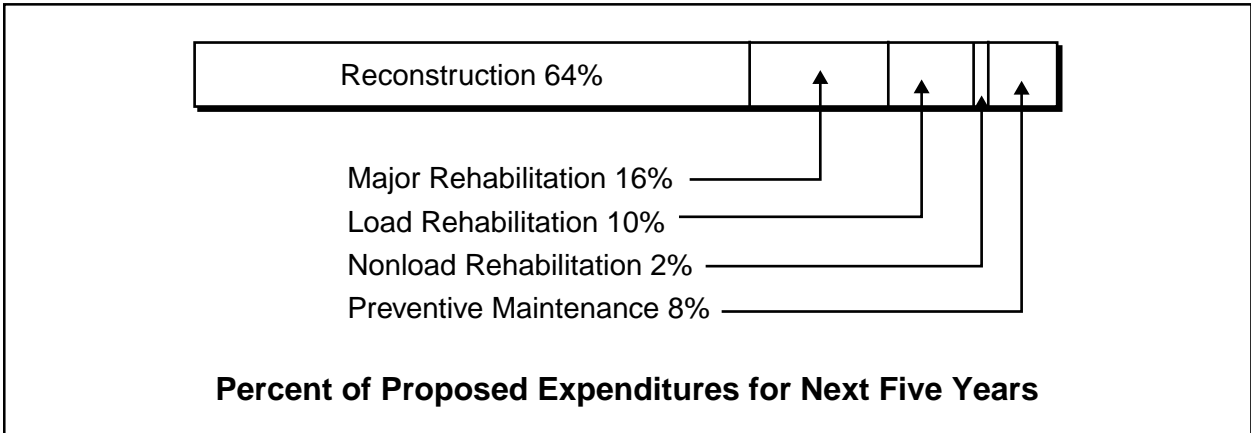 Reconstruction 64%
Major Rehabilitation 16%
Load Rehabilitation 10%
Nonload Rehabilitation 2%
Preventive Maintenance 8%
Percent of Proposed Expenditures for Next Five Years